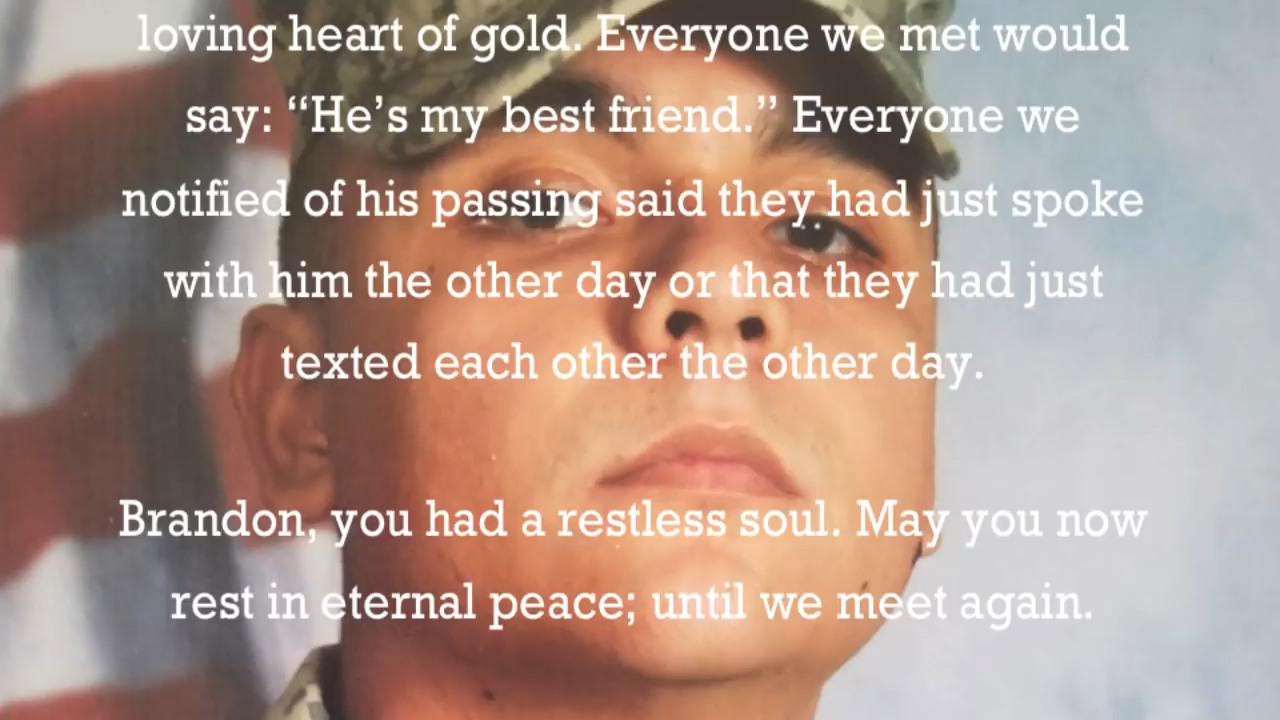 loving heart of gold. Everyone we met would
say: “He’s my best friend.” Everyone we
notified of his passing said they had just spoke
with him the other day or that they had just
texted each other the other day.
Brandon, you had a restless soul. May you now
rest in eternal peace; until we meet again.